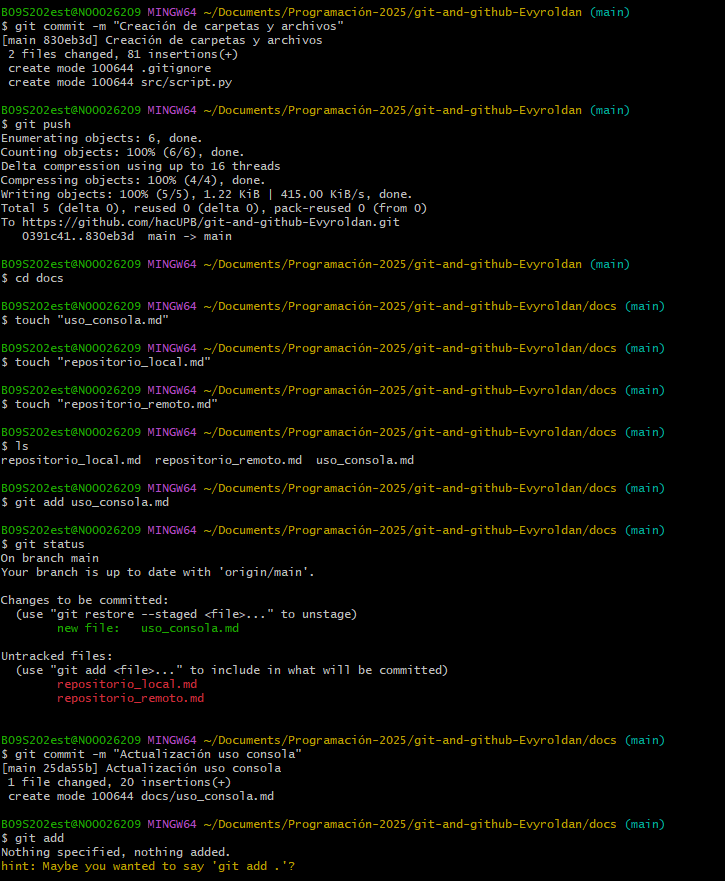 B09S202est@N00026209 MINGW64 ~/Documents/Programación-2025/git-and-github-Evyroldan (main)
$ git commit -m "Creación de carpetas y archivos"
[main 830eb3d] Creación de carpetas y archivos
 2 files changed, 81 insertions(+)
 create mode 100644 .gitignore
 create mode 100644 src/script.py
B09S202est@N00026209 MINGW64 ~/Documents/Programación-2025/git-and-github-Evyroldan (main)
$ git push
Enumerating objects: 6, done.
Counting objects: 100% (6/6), done.
Delta compression using up to 16 threads
Compressing objects: 100% (4/4), done.
Writing objects: 100% (5/5), 1.22 KiB | 415.00 KiB/s, done.
Total 5 (delta 0), reused 0 (delta 0), pack-reused 0 (from 0)
To https://github.com/hacUPB/git-and-github-Evyroldan.git
   0391c41..830eb3d  main -> main
B09S202est@N00026209 MINGW64 ~/Documents/Programación-2025/git-and-github-Evyroldan (main)
$ cd docs
B09S202est@N00026209 MINGW64 ~/Documents/Programación-2025/git-and-github-Evyroldan/docs (main)
$ touch "uso_consola.md"
B09S202est@N00026209 MINGW64 ~/Documents/Programación-2025/git-and-github-Evyroldan/docs (main)
$ touch "repositorio_local.md"
B09S202est@N00026209 MINGW64 ~/Documents/Programación-2025/git-and-github-Evyroldan/docs (main)
$ touch "repositorio_remoto.md"
B09S202est@N00026209 MINGW64 ~/Documents/Programación-2025/git-and-github-Evyroldan/docs (main)
$ ls
repositorio_local.md  repositorio_remoto.md  uso_consola.md
B09S202est@N00026209 MINGW64 ~/Documents/Programación-2025/git-and-github-Evyroldan/docs (main)
$ git add uso_consola.md
B09S202est@N00026209 MINGW64 ~/Documents/Programación-2025/git-and-github-Evyroldan/docs (main)
$ git status
On branch main
Your branch is up to date with 'origin/main'.
Changes to be committed:
  (use "git restore --staged <file>..." to unstage)
        new file:   uso_consola.md
Untracked files:
  (use "git add <file>..." to include in what will be committed)
        repositorio_local.md
        repositorio_remoto.md
B09S202est@N00026209 MINGW64 ~/Documents/Programación-2025/git-and-github-Evyroldan/docs (main)
$ git commit -m "Actualización uso consola"
[main 25da55b] Actualización uso consola
 1 file changed, 20 insertions(+)
 create mode 100644 docs/uso_consola.md
B09S202est@N00026209 MINGW64 ~/Documents/Programación-2025/git-and-github-Evyroldan/docs (main)
$ git add
Nothing specified, nothing added.
hint: Maybe you wanted to say 'git add .'?